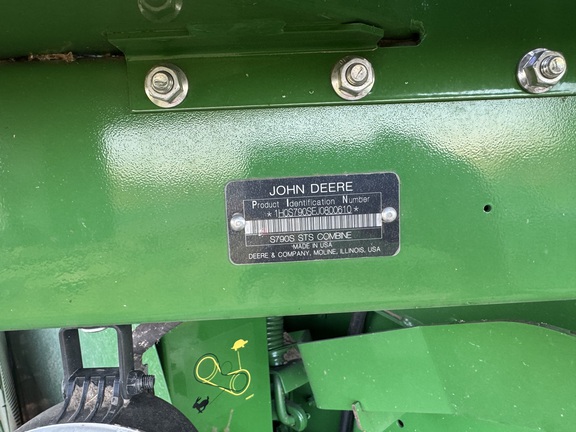 JOHN DEERE
Product Identification Number
*1H0S790SEJ0800610*
S790S STS COMBINE
*MADE IN USA
DEERE & COMPANY, MOLINE, ILLINOIS, USA